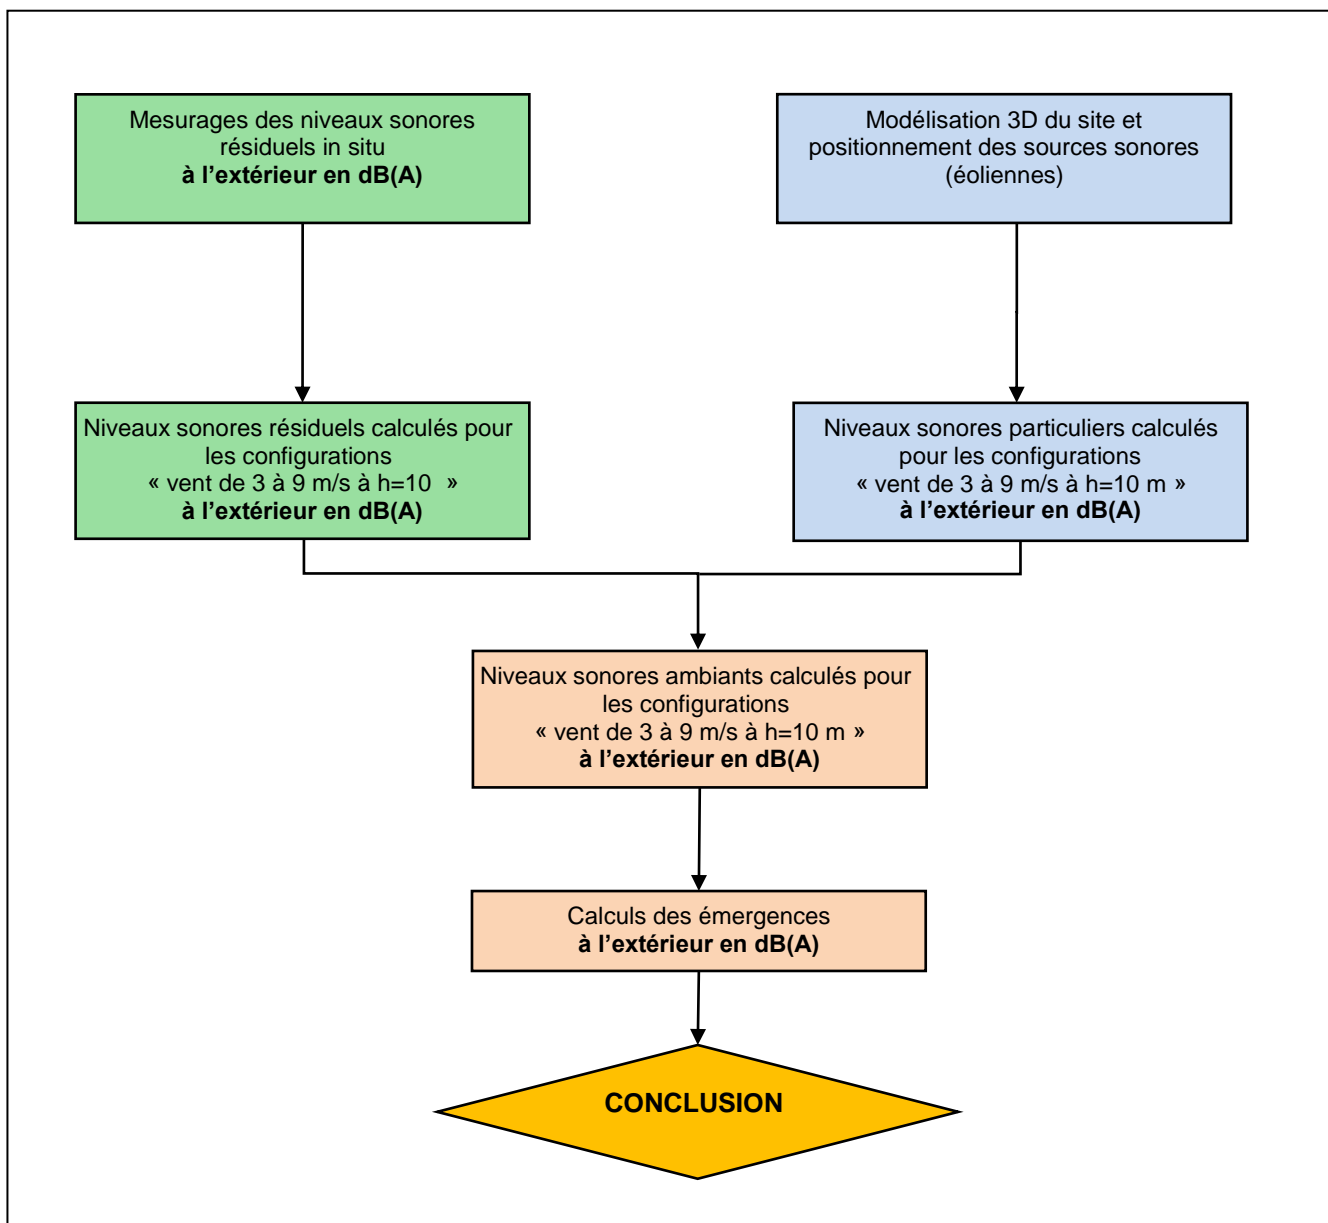 Mesurages des niveaux sonores
résiduels in situ
à l’extérieur en dB(A)
Modélisation 3D du site et
positionnement des sources sonores
(éoliennes)
Niveaux sonores résiduels calculés pour
les configurations
« vent de 3 à 9 m/s à h=10  »
à l’extérieur en dB(A)
Niveaux sonores particuliers calculés
pour les configurations
« vent de 3 à 9 m/s à h=10 m »
à l’extérieur en dB(A)
Niveaux sonores ambiants calculés pour
les configurations
« vent de 3 à 9 m/s à h=10 m »
à l’extérieur en dB(A)
Calculs des émergences
à l’extérieur en dB(A)
CONCLUSION